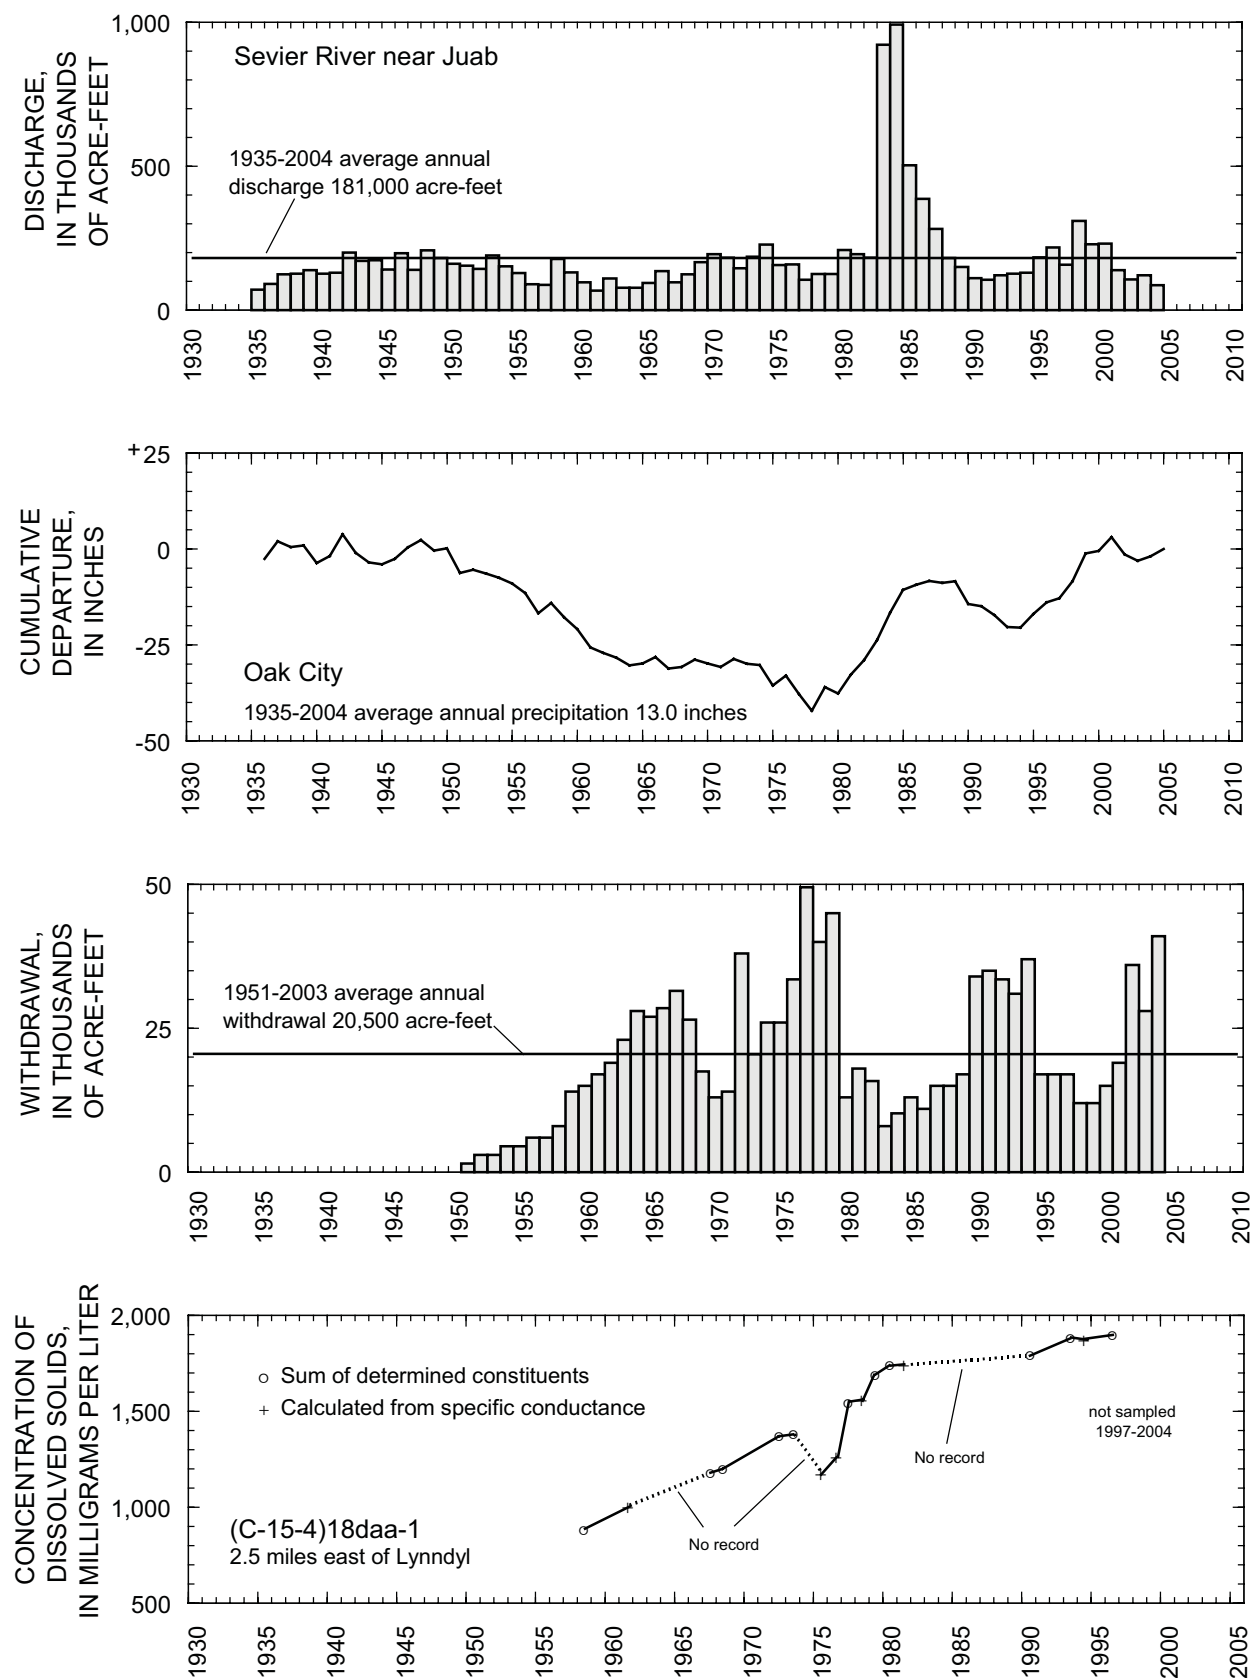 DISCHARGE,
IN THOUSANDS
OF ACRE-FEET
1,000
500
0
Sevier River near Juab
1935-2004 average annual
discharge 181,000 acre-feet
1930 1935 1940 1945 1950 1955 1960 1965 1970 1975 1980 1985 1990 1995 2000 2005 2010
CUMULATIVE
DEPARTURE,
IN INCHES
+25
0
-25
-50
Oak City
1935-2004 average annual precipitation 13.0 inches
1930 1935 1940 1945 1950 1955 1960 1965 1970 1975 1980 1985 1990 1995 2000 2005 2010
WITHDRAWAL,
IN THOUSANDS
OF ACRE-FEET
50
25
0
1951-2003 average annual
withdrawal 20,500 acre-feet
1930 1935 1940 1945 1950 1955 1960 1965 1970 1975 1980 1985 1990 1995 2000 2005 2010
CONCENTRATION OF
DISSOLVED SOLIDS,
IN MILLIGRAMS PER LITER
2,000
1,500
1,000
500
Sum of determined constituents
+ Calculated from specific conductance
not sampled
1997-2004
No record
No record
(C-15-4)18daa-1
2.5 miles east of Lynndyl
1930 1935 1940 1945 1950 1955 1960 1965 1970 1975 1980 1985 1990 1995 2000 2005